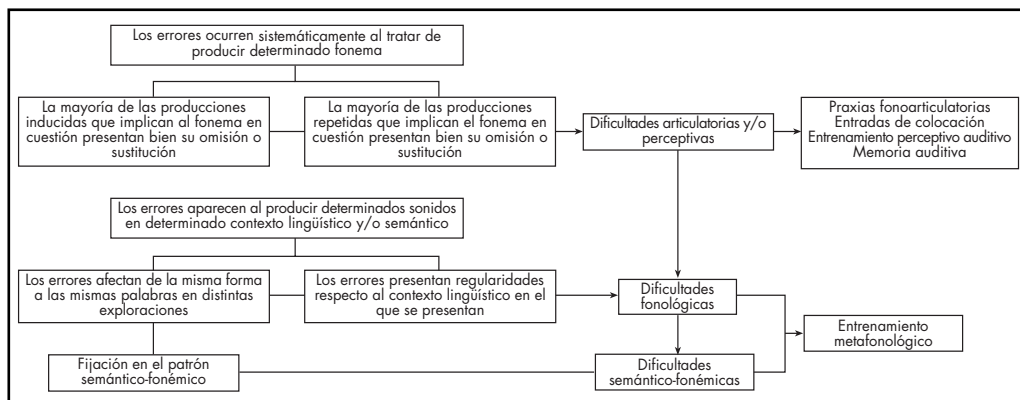 Los errores ocurren sistemáticamente al tratar de
producir determinado fonema
La mayoría de las producciones
inducidas que implican al fonema en
cuestión presentan bien su omisión o
sustitución
La mayoría de las producciones
repetidas que implican el fonema en
cuestión presentan bien su omisión o
sustitución
Dificultades articulatorias y/o
perceptivas
Praxias fonoarticulatorias
Entradas de colocación
Entrenamiento perceptivo auditivo
Memoria auditiva
Los errores aparecen al producir determinados sonidos
en determinado contexto lingüístico y/o semántico
Los errores afectan de la misma forma
a las mismas palabras en distintas
exploraciones
Los errores presentan regularidades
respecto al contexto lingüístico en el
que se presentan
Dificultades
fonológicas
Entrenamiento
metafonológico
Fijación en el patrón
semántico-fonémico
Dificultades
semántico-fonémicas